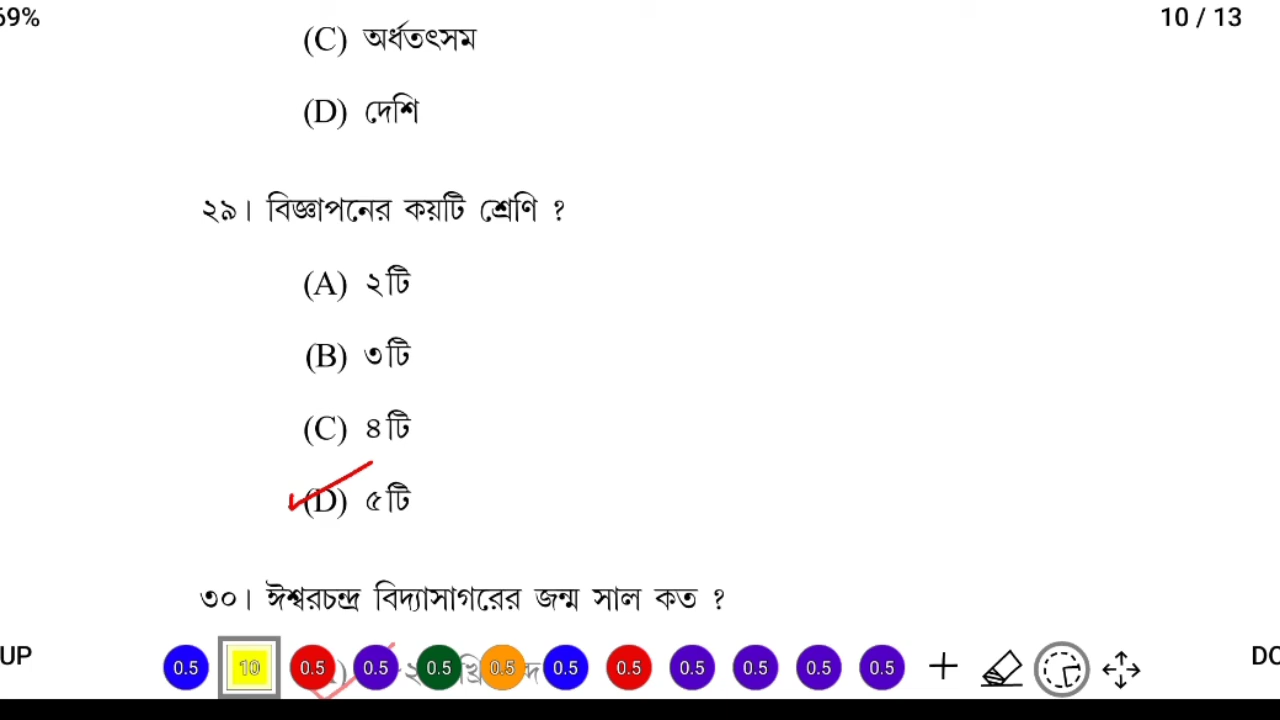 69%
10 / 13
(C) অর্ধতৎসম
(D) দেশি
২৯। বিজ্ঞাপনের কয়টি শ্রেণি ?
(A) ২টি
(B) ৩টি
(C) ৪টি
(D) ৫টি
৩০। ঈশ্বরচন্দ্র বিদ্যাসাগরের জন্ম সাল কত ?
UP
0.5 10 0.5 0.5 0.5 0.5 0.5 0.5 0.5 0.5 0.5 0.5